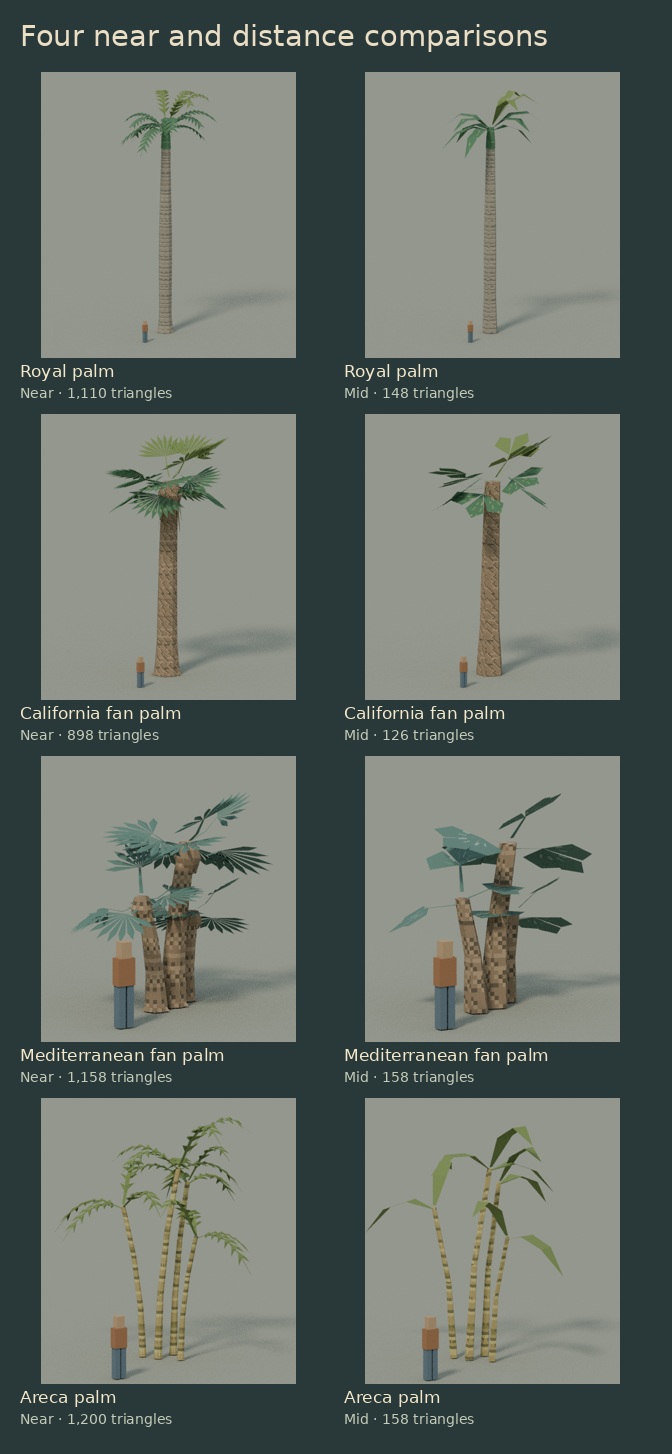 Four near and distance comparisons
Royal palm
Near · 1,110 triangles
Royal palm
Mid · 148 triangles
California fan palm
Near · 898 triangles
California fan palm
Mid · 126 triangles
Mediterranean fan palm
Near · 1,158 triangles
Mediterranean fan palm
Mid · 158 triangles
Areca palm
Near · 1,200 triangles
Areca palm
Mid · 158 triangles